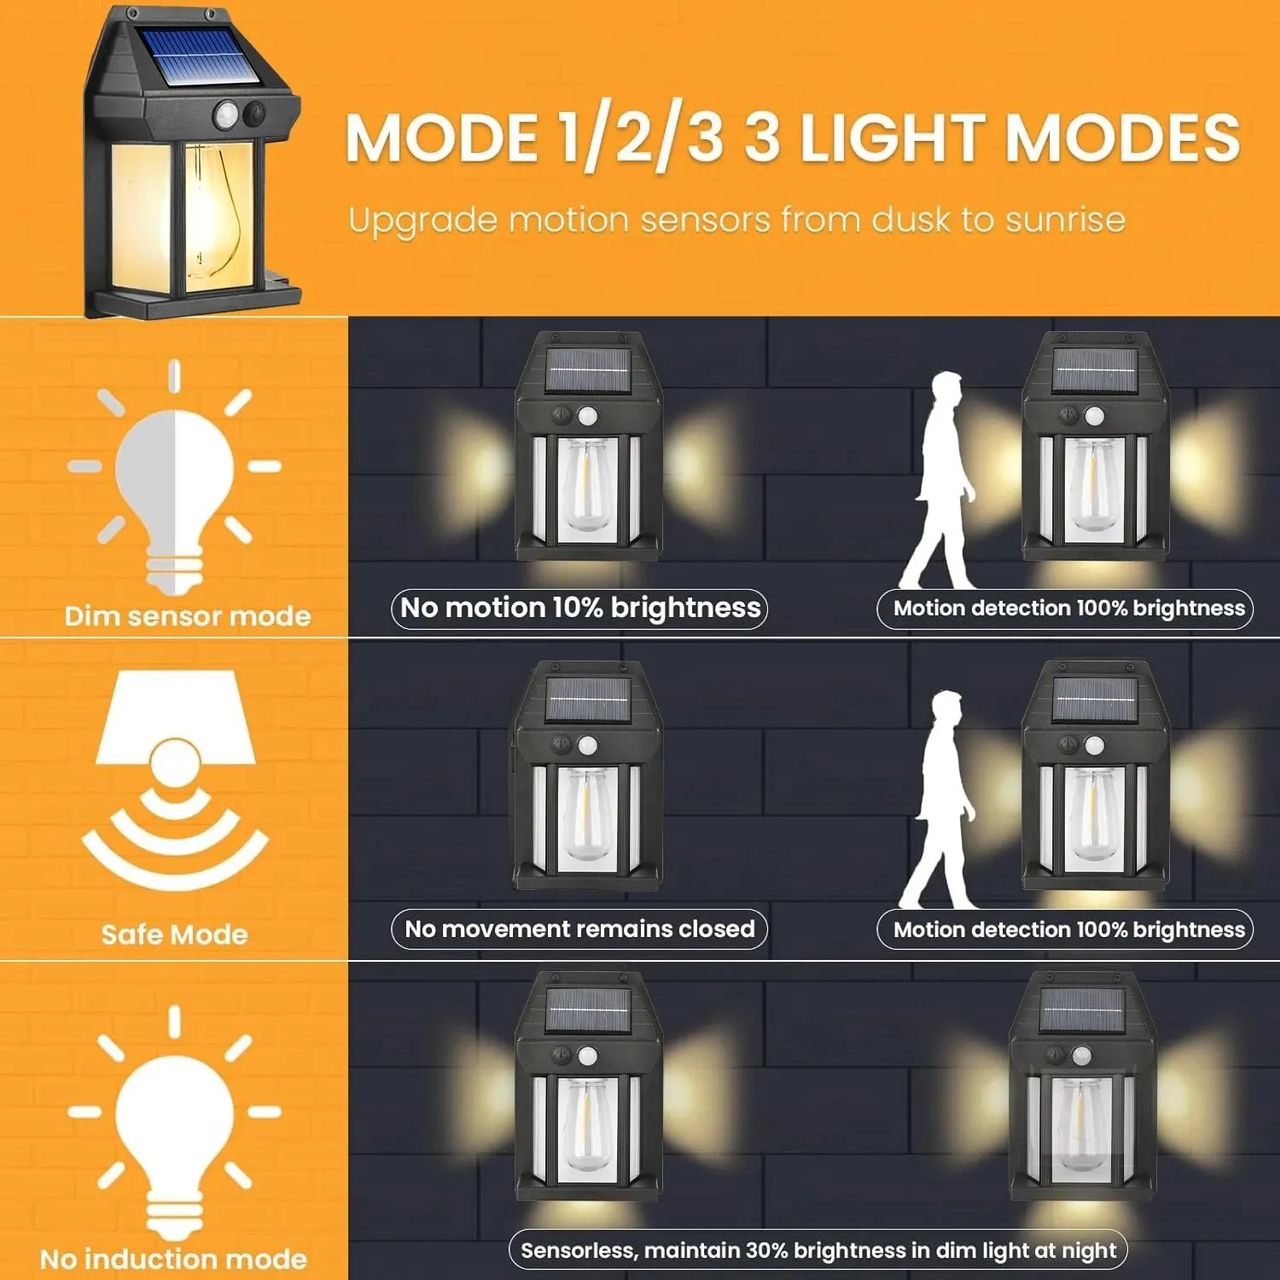 MODE 1/2/3 3 LIGHT MODES
Upgrade motion sensors from dusk to sunrise
Dim sensor mode
No motion 10% brightness
Motion detection 100% brightness
Safe Mode
No movement remains closed
Motion detection 100% brightness
No induction mode
Sensorless, maintain 30% brightness in dim light at night